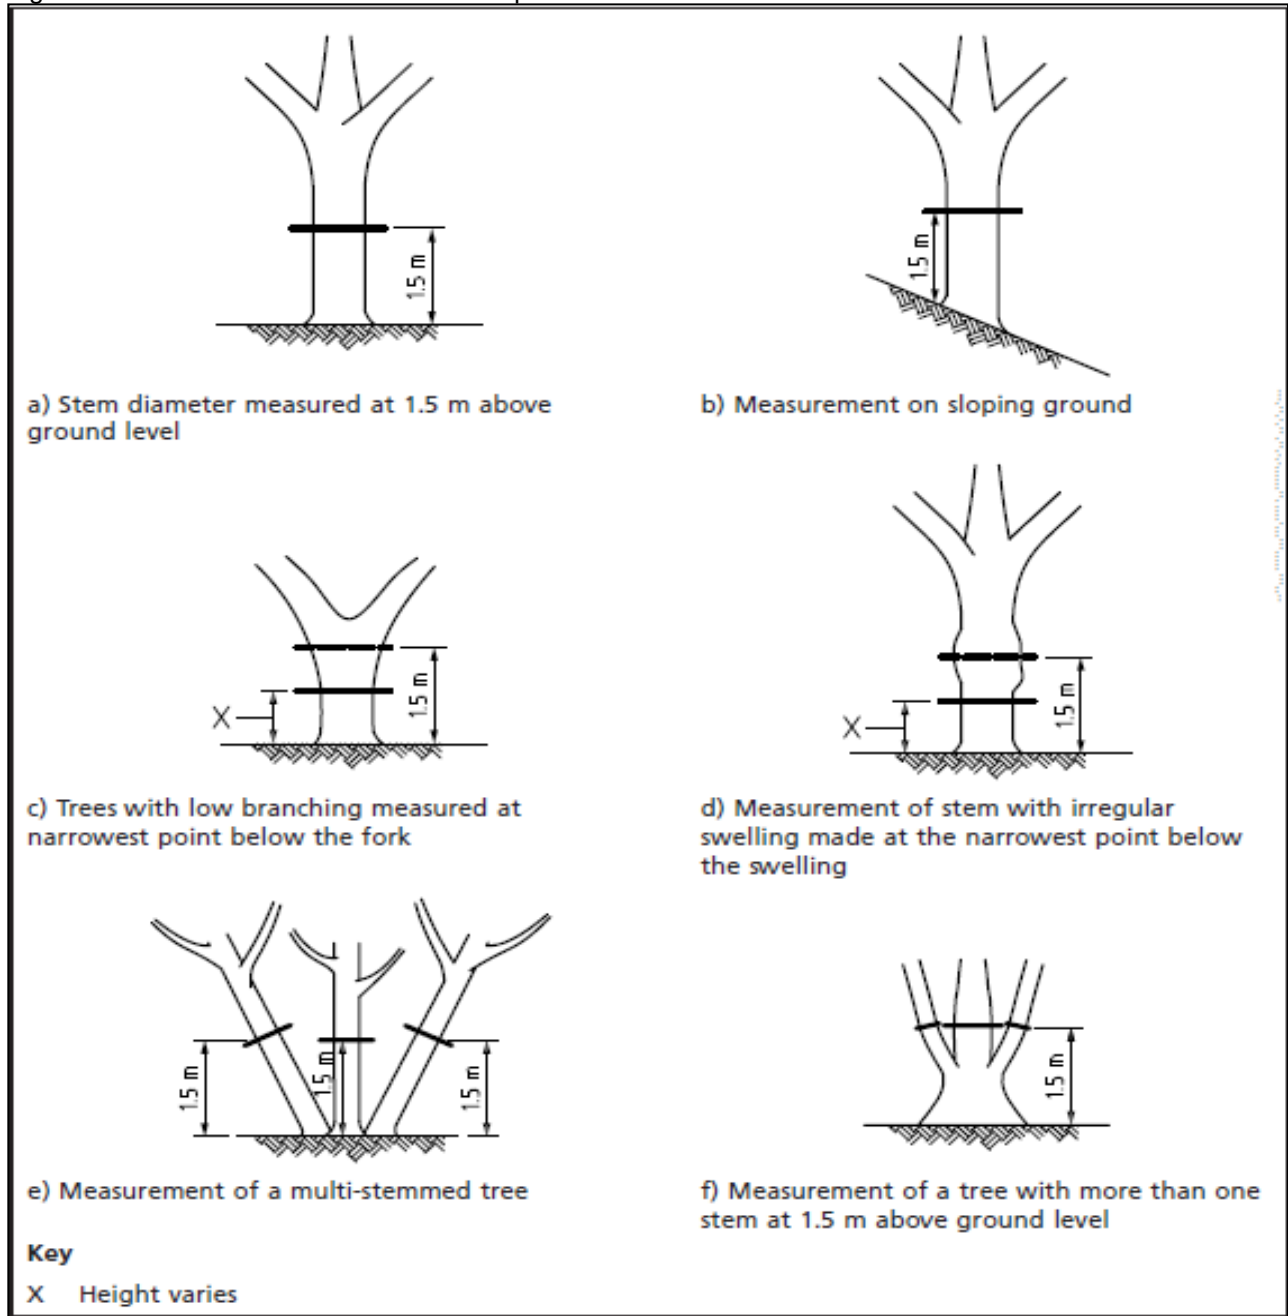 1.5 m
1.5 m
a) Stem diameter measured at 1.5 m above
ground level
b) Measurement on sloping ground
1.5 m
X
1.5 m
X
c) Trees with low branching measured at
narrowest point below the fork
d) Measurement of stem with irregular
swelling made at the narrowest point below
the swelling
1.5 m
1.5 m
1.5 m
1.5 m
e) Measurement of a multi-stemmed tree
f) Measurement of a tree with more than one
stem at 1.5 m above ground level
Key
X Height varies